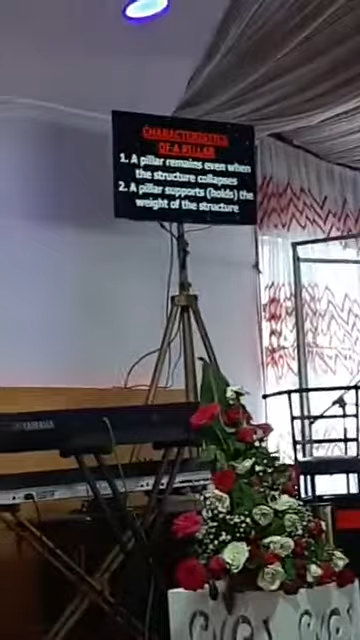 CHARACTERISTICS
OF A PILLAR
1. A pillar remains even when
the structure collapses
2. A pillar supports (holds) the
weight of the structure
YAMAHA